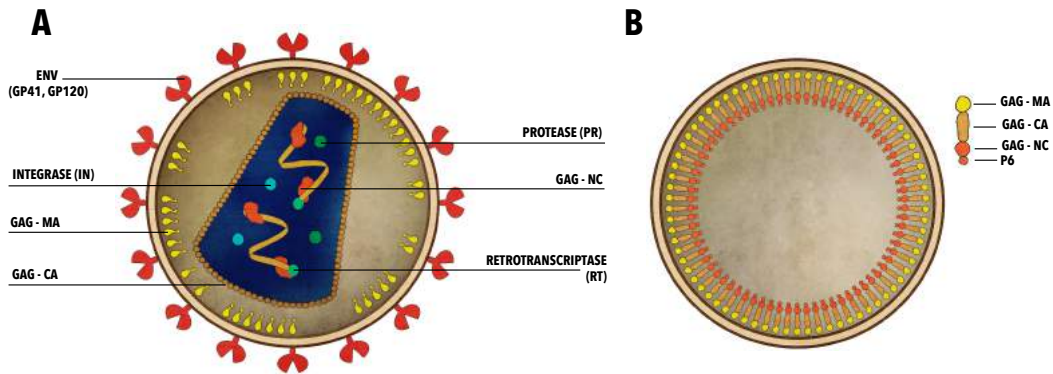 A
ENV
(GP41, GP120)
INTEGRASE (IN)
GAG - MA
GAG - CA
PROTEASE (PR)
GAG - NC
RETROTRANSCRIPTASE
(RT)
B
GAG - MA
GAG - CA
GAG - NC
P6